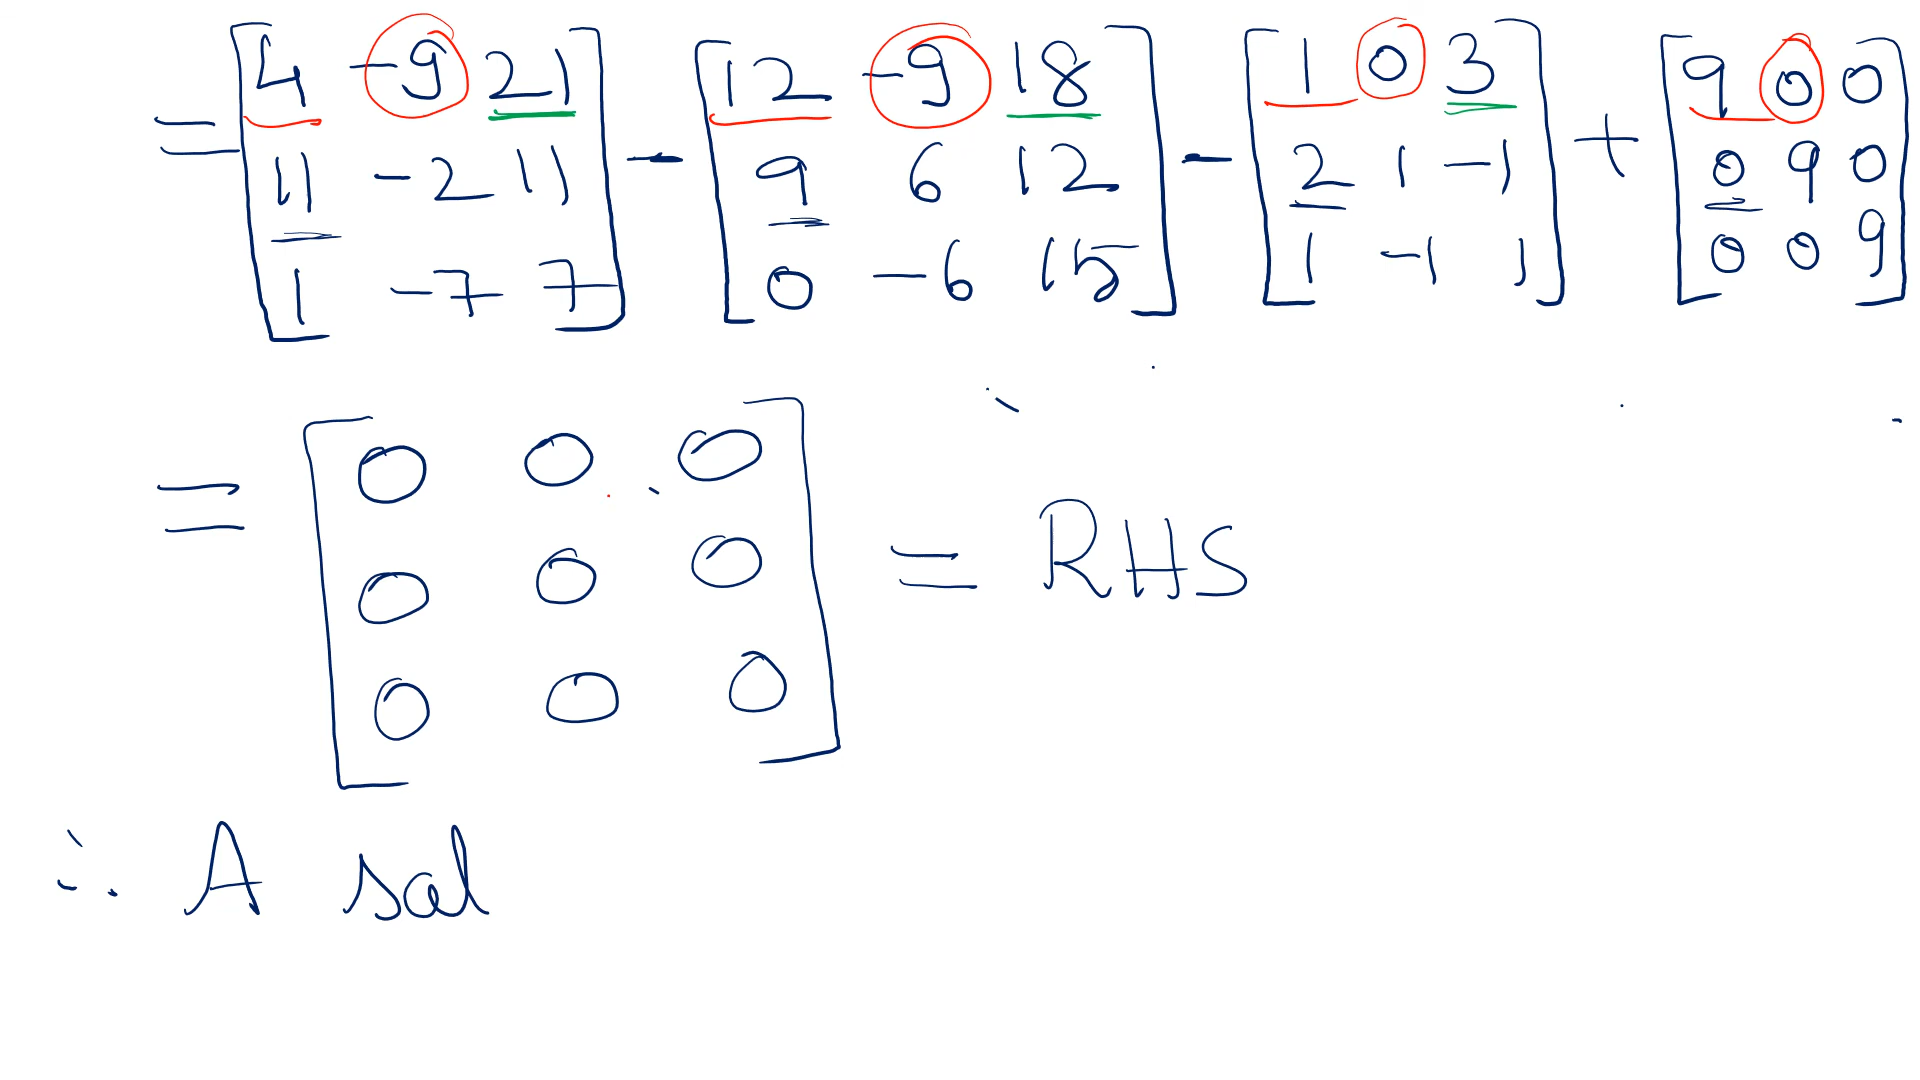 = [ 4 -9 21 ] - [ 12 -9 18 ] - [ 1 0 3 ] + [ 9 0 0 ]
[ 11 -2 11 ] [ 9 6 12 ] [ 2 1 -1 ] [ 0 9 0 ]
[ 1 -7 7 ] [ 0 -6 15 ] [ 1 -1 1 ] [ 0 0 9 ]
[ 0 0 0 ]
= [ 0 0 0 ] = RHS
[ 0 0 0 ]
∴ A sal